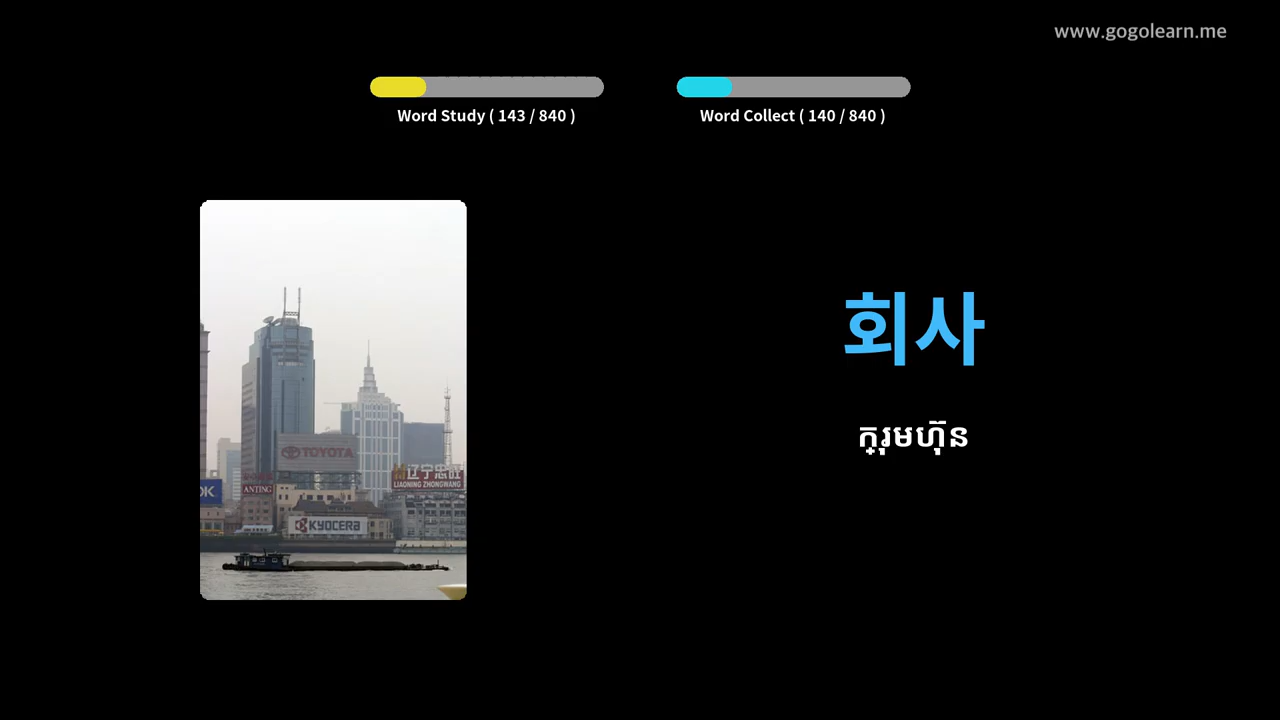 www.gogolearn.me
Word Study ( 143 / 840 )
Word Collect ( 140 / 840 )
회사
ក្រុមហ៊ុន
TOYOTA
辽宁忠旺
LIAONING ZHONGWANG
ANTING
OK
KYOCERA